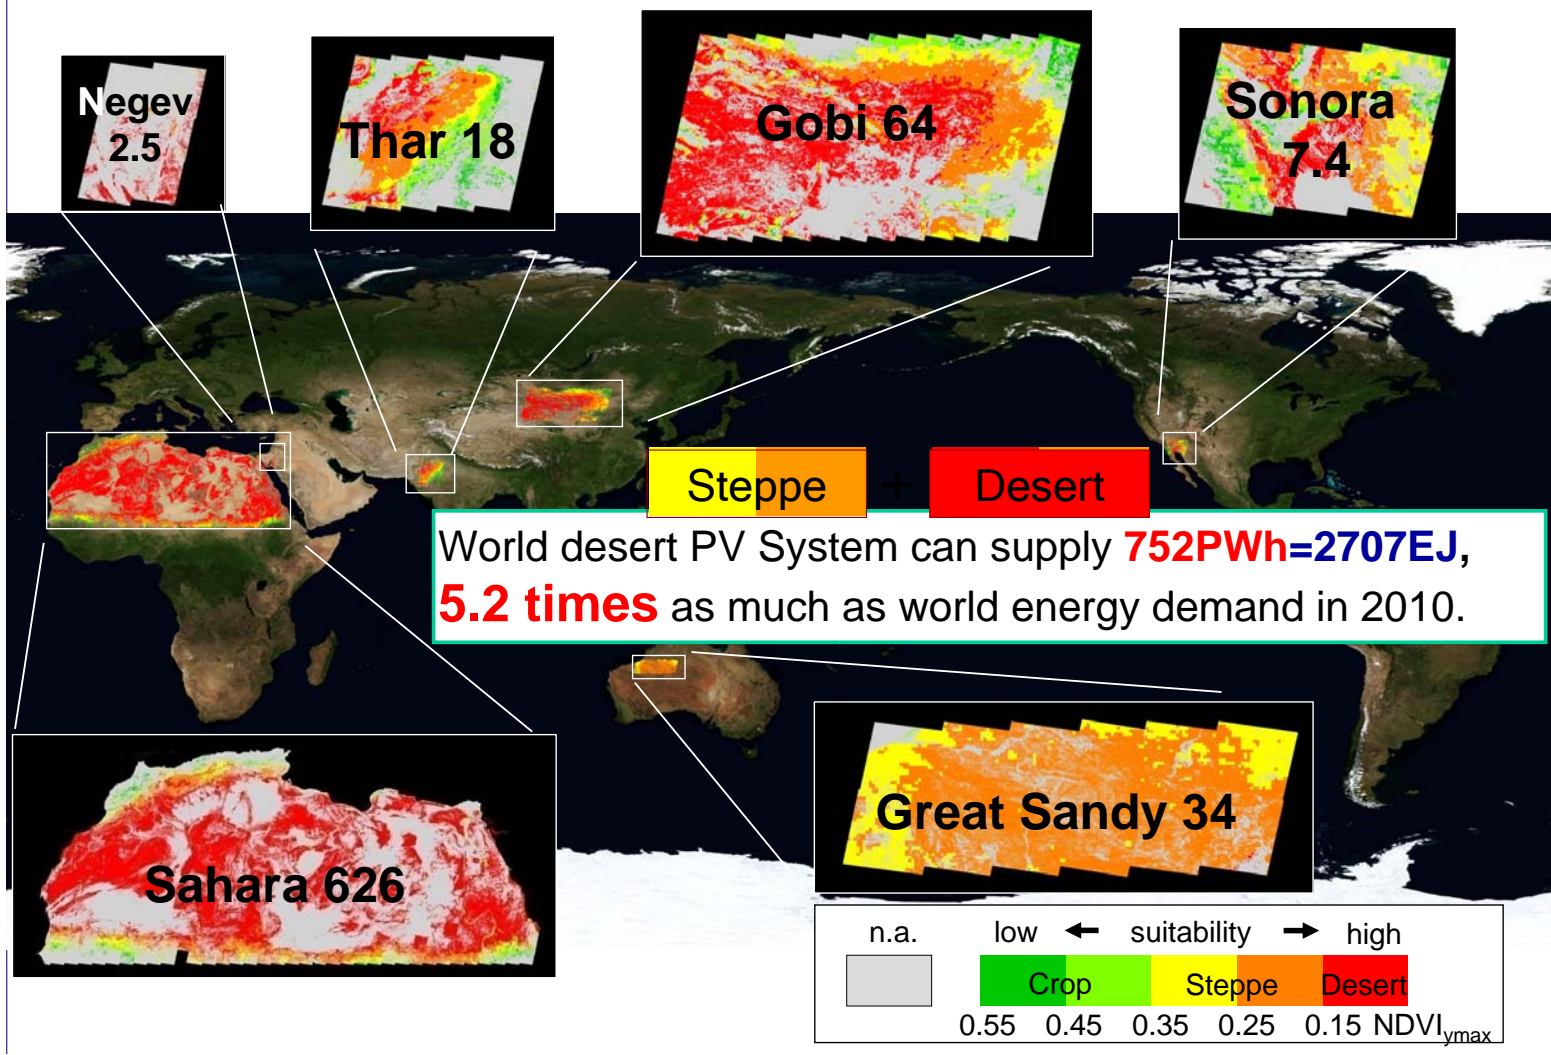 Negev
2.5
Thar 18
Gobi 64
Sonora
7.4
Steppe + Desert
World desert PV System can supply 752PWh=2707EJ,
5.2 times as much as world energy demand in 2010.
Great Sandy 34
Sahara 626
n.a. low ← suitability → high
Crop Steppe Desert
0.55 0.45 0.35 0.25 0.15 NDVIymax